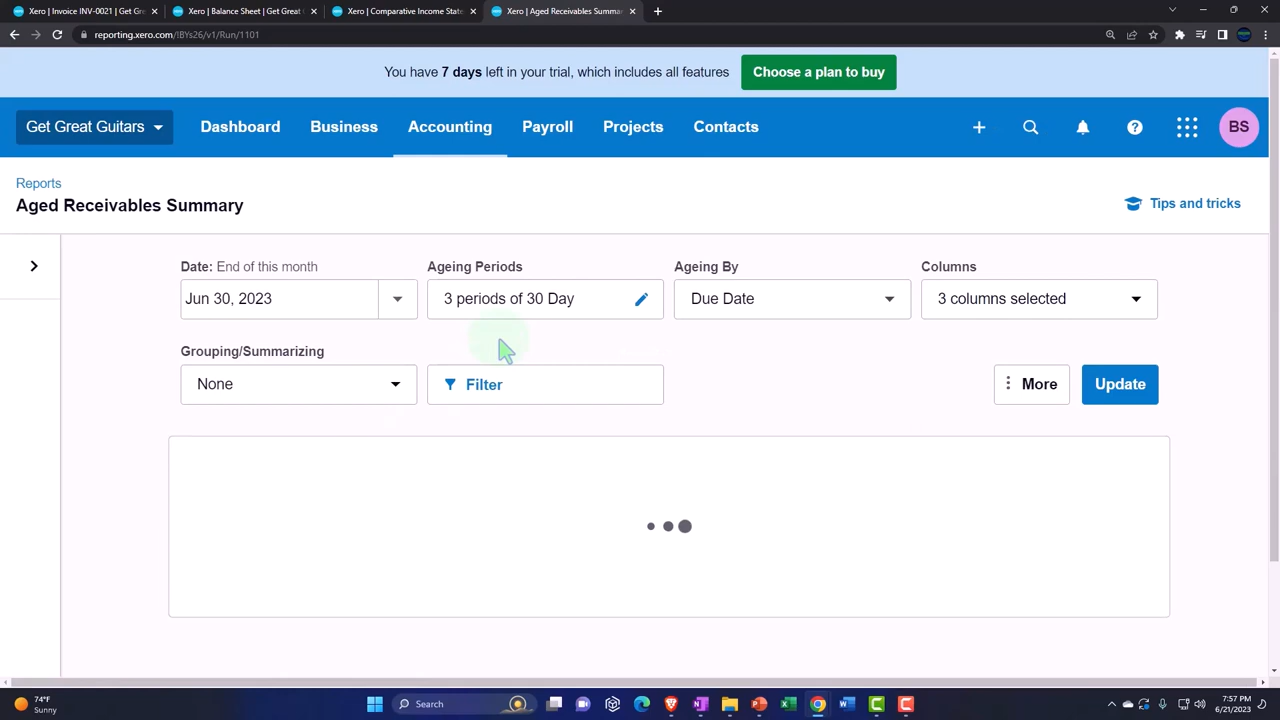 Xero | Invoice INV-0021 | Get Gre
Xero | Balance Sheet | Get Great
Xero | Comparative Income State
Xero | Aged Receivables Summa
reporting.xero.com/!BYs26/v1/Run/1101
You have 7 days left in your trial, which includes all features
Choose a plan to buy
Get Great Guitars
Dashboard
Business
Accounting
Payroll
Projects
Contacts
BS
Reports
Aged Receivables Summary
Tips and tricks
Date: End of this month
Ageing Periods
Ageing By
Columns
Jun 30, 2023
3 periods of 30 Day
Due Date
3 columns selected
Grouping/Summarizing
None
Filter
More
Update
74°F
Sunny
Search
7:57 PM
6/21/2023